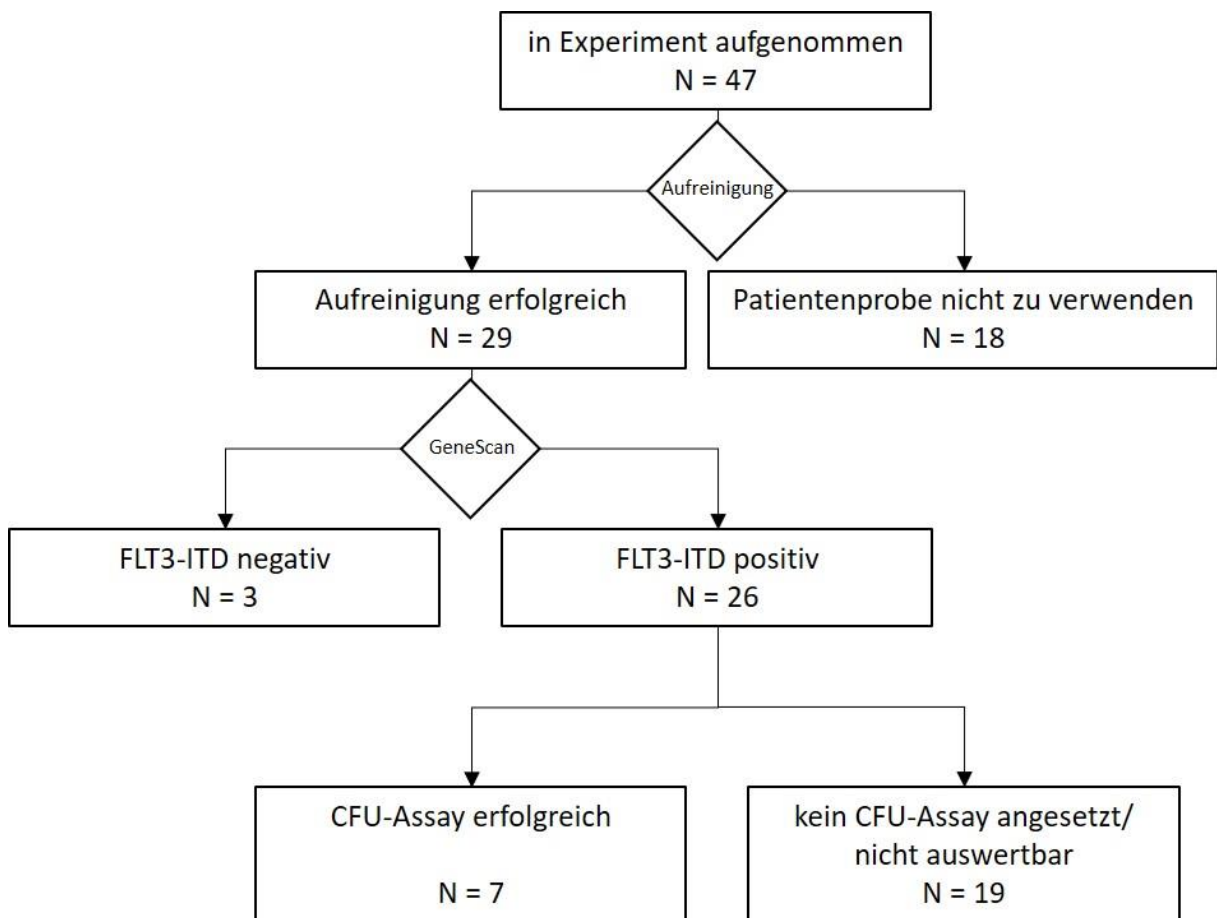 in Experiment aufgenommen
N = 47
Aufreinigung
Aufreinigung erfolgreich
N = 29
Patientenprobe nicht zu verwenden
N = 18
GeneScan
FLT3-ITD negativ
N = 3
FLT3-ITD positiv
N = 26
CFU-Assay erfolgreich
N = 7
kein CFU-Assay angesetzt/
nicht auswertbar
N = 19